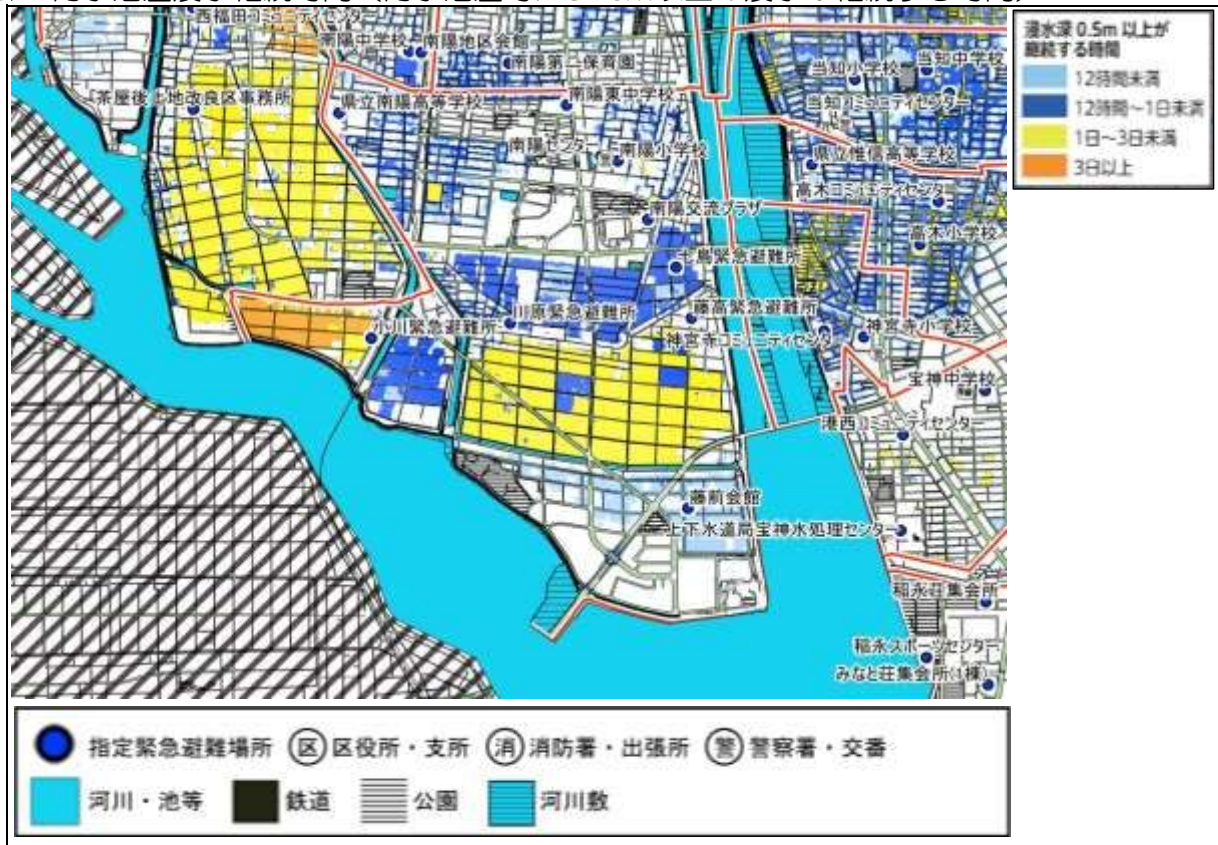 浸水深 0.5m 以上が
継続する時間
12時間未満
12時間～1日未満
1日～3日未満
3日以上
西福田コミュニティセンター
南陽中学校
南陽地区会館
南陽第二保育園
当知小学校
当知中学校
茶屋後土地改良区事務所
県立南陽高等学校
南陽東中学校
当知コミュニティセンター
南陽センター
南陽小学校
県立惟信高等学校
高木コミュニティセンター
南陽交流プラザ
高木小学校
七島緊急避難所
川原緊急避難所
藤高緊急避難所
小川緊急避難所
神宮寺小学校
神宮寺コミュニティセンター
宝神中学校
港西コミュニティセンター
藤前会館
上下水道局宝神水処理センター
稲永荘集会所
稲永スポーツセンター
みなと荘集会所(1棟)
指定緊急避難場所 区 区役所・支所 消 消防署・出張所 警 警察署・交番
河川・池等 鉄道 公園 河川敷